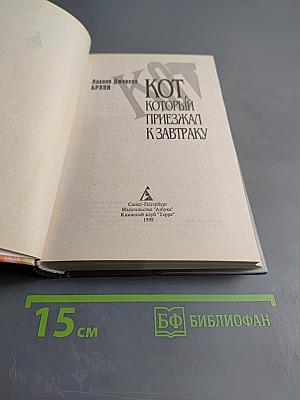 Лилиан Джексон
БРАУН
КОТ
КОТ,
КОТОРЫЙ
ПРИЕЗЖАЛ
К ЗАВТРАКУ
Санкт-Петербург
Издательство "Азбука"
Книжный клуб "Терра"
1998
15 см
БФ БИБЛИОФАН